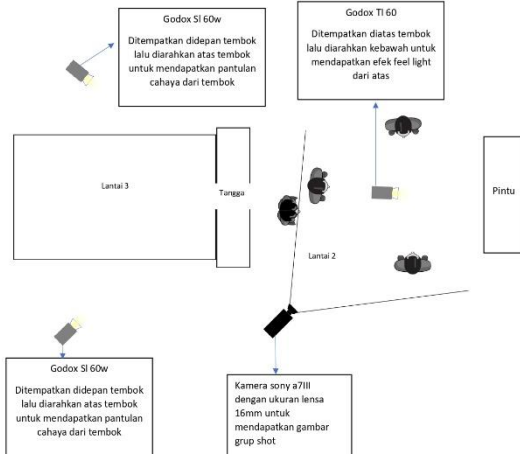 Godox Sl 60w
Ditempatkan didepan tembok
lalu diarahkan atas tembok
untuk mendapatkan pantulan
cahaya dari tembok
Godox Tl 60
Ditempatkan diatas tembok
lalu diarahkan kebawah untuk
mendapatkan efek feel light
dari atas
Lantai 3
Tangga
Lantai 2
Pintu
Godox Sl 60w
Ditempatkan didepan tembok
lalu diarahkan atas tembok
untuk mendapatkan pantulan
cahaya dari tembok
Kamera sony a7III
dengan ukuran lensa
16mm untuk
mendapatkan gambar
grup shot